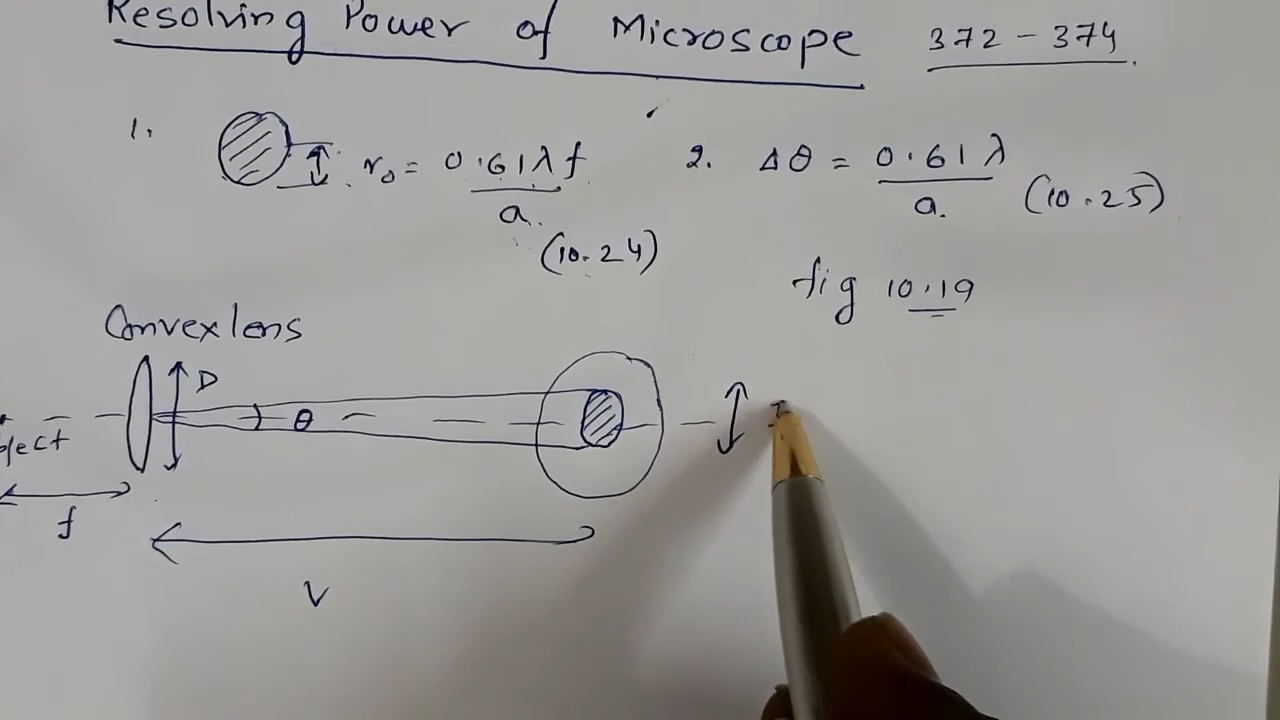 Resolving Power of Microscope 372-374
1. r₀ = 0.61λf / a. 2. Δθ = 0.61λ / a. (10.25)
(10.24)
fig 10.19
Convex lens
D
θ
f
v